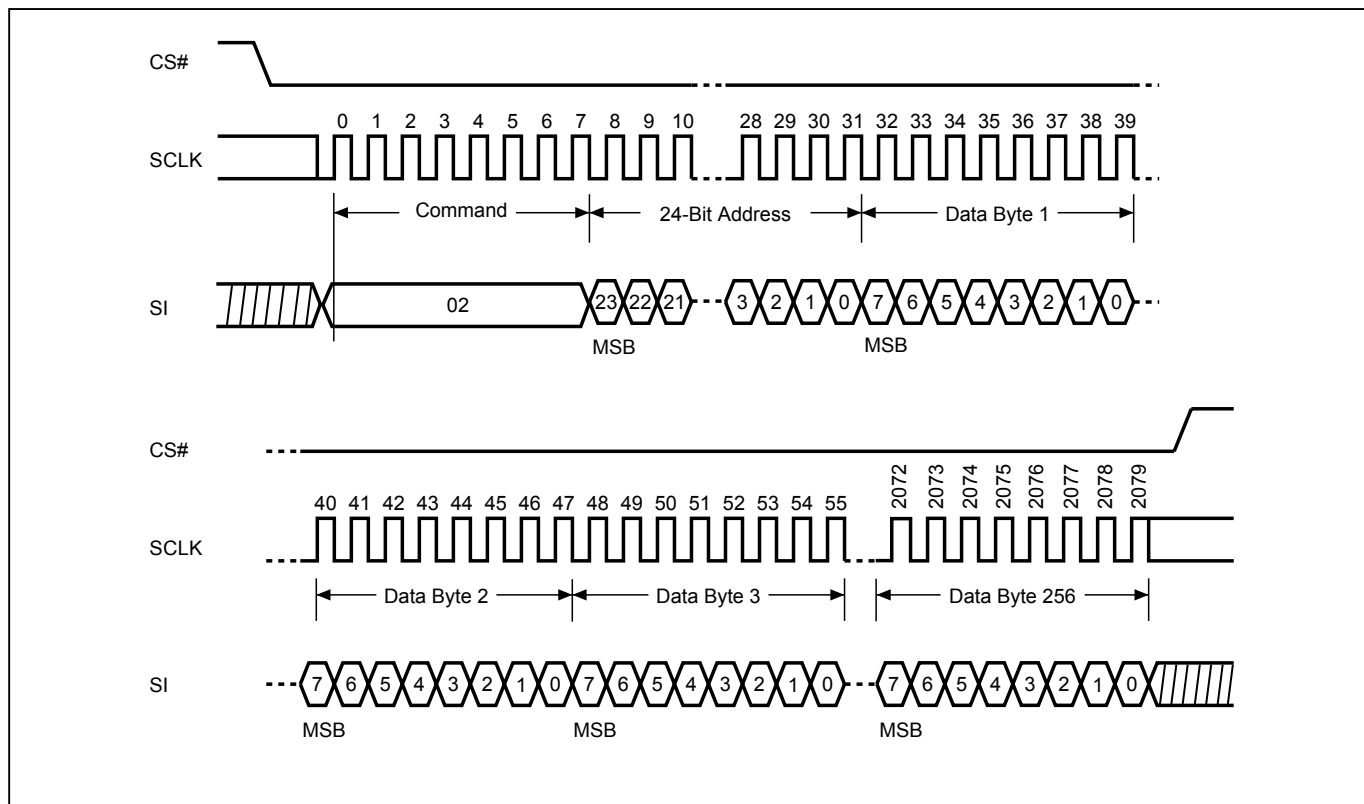 CS#
0 1 2 3 4 5 6 7 8 9 10 28 29 30 31 32 33 34 35 36 37 38 39
SCLK
Command 24-Bit Address Data Byte 1
SI 02 23 22 21 3 2 1 0 7 6 5 4 3 2 1 0
MSB MSB
CS#
40 41 42 43 44 45 46 47 48 49 50 51 52 53 54 55 2072 2073 2074 2075 2076 2077 2078 2079
SCLK
Data Byte 2 Data Byte 3 Data Byte 256
SI 7 6 5 4 3 2 1 0 7 6 5 4 3 2 1 0 7 6 5 4 3 2 1 0
MSB MSB MSB